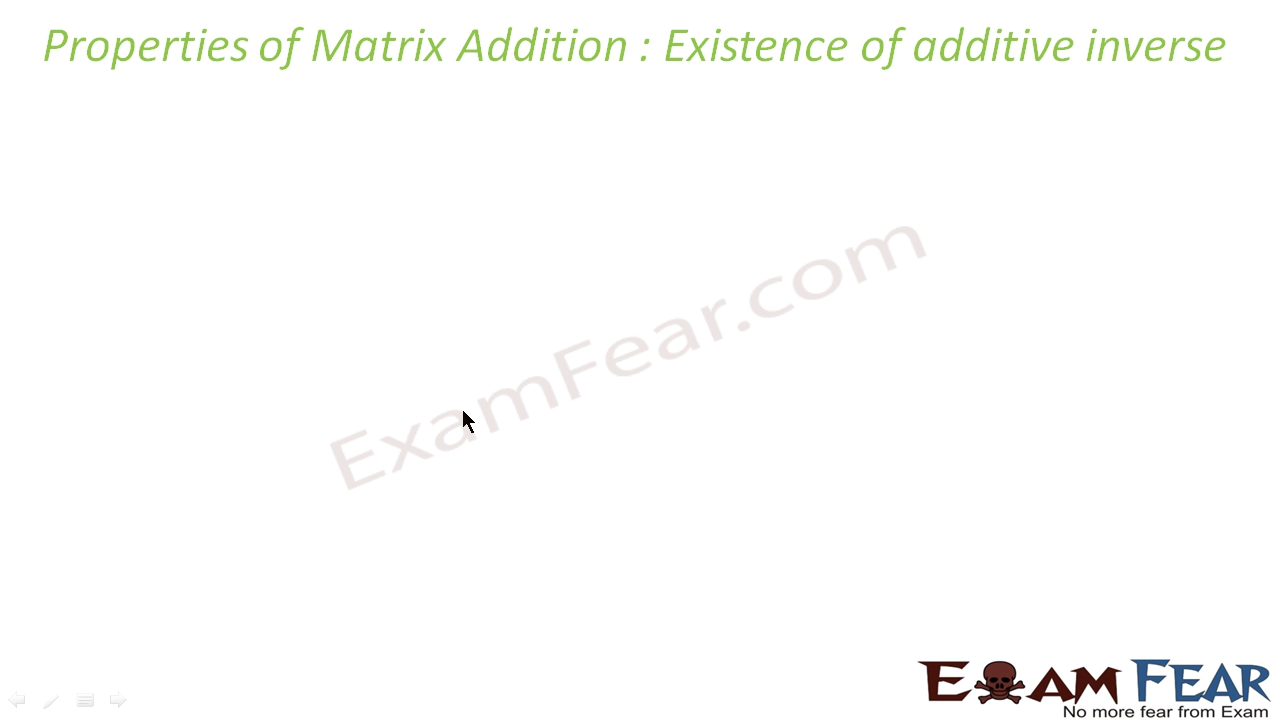 Properties of Matrix Addition : Existence of additive inverse
ExamFear.com
EXAM FEAR
No more fear from Exam